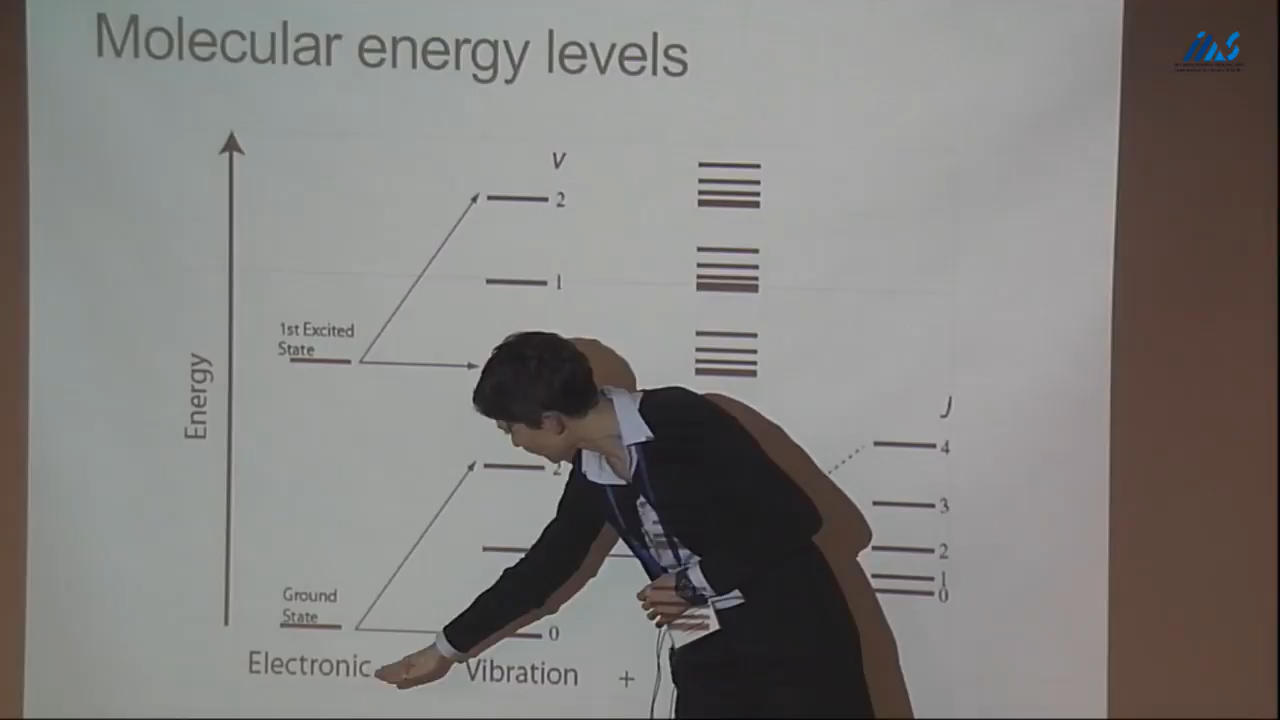 Molecular energy levels
V
2
1
1st Excited
State
Energy
J
4
2
3
2
1
0
Ground
State
0
Electronic
Vibration
+